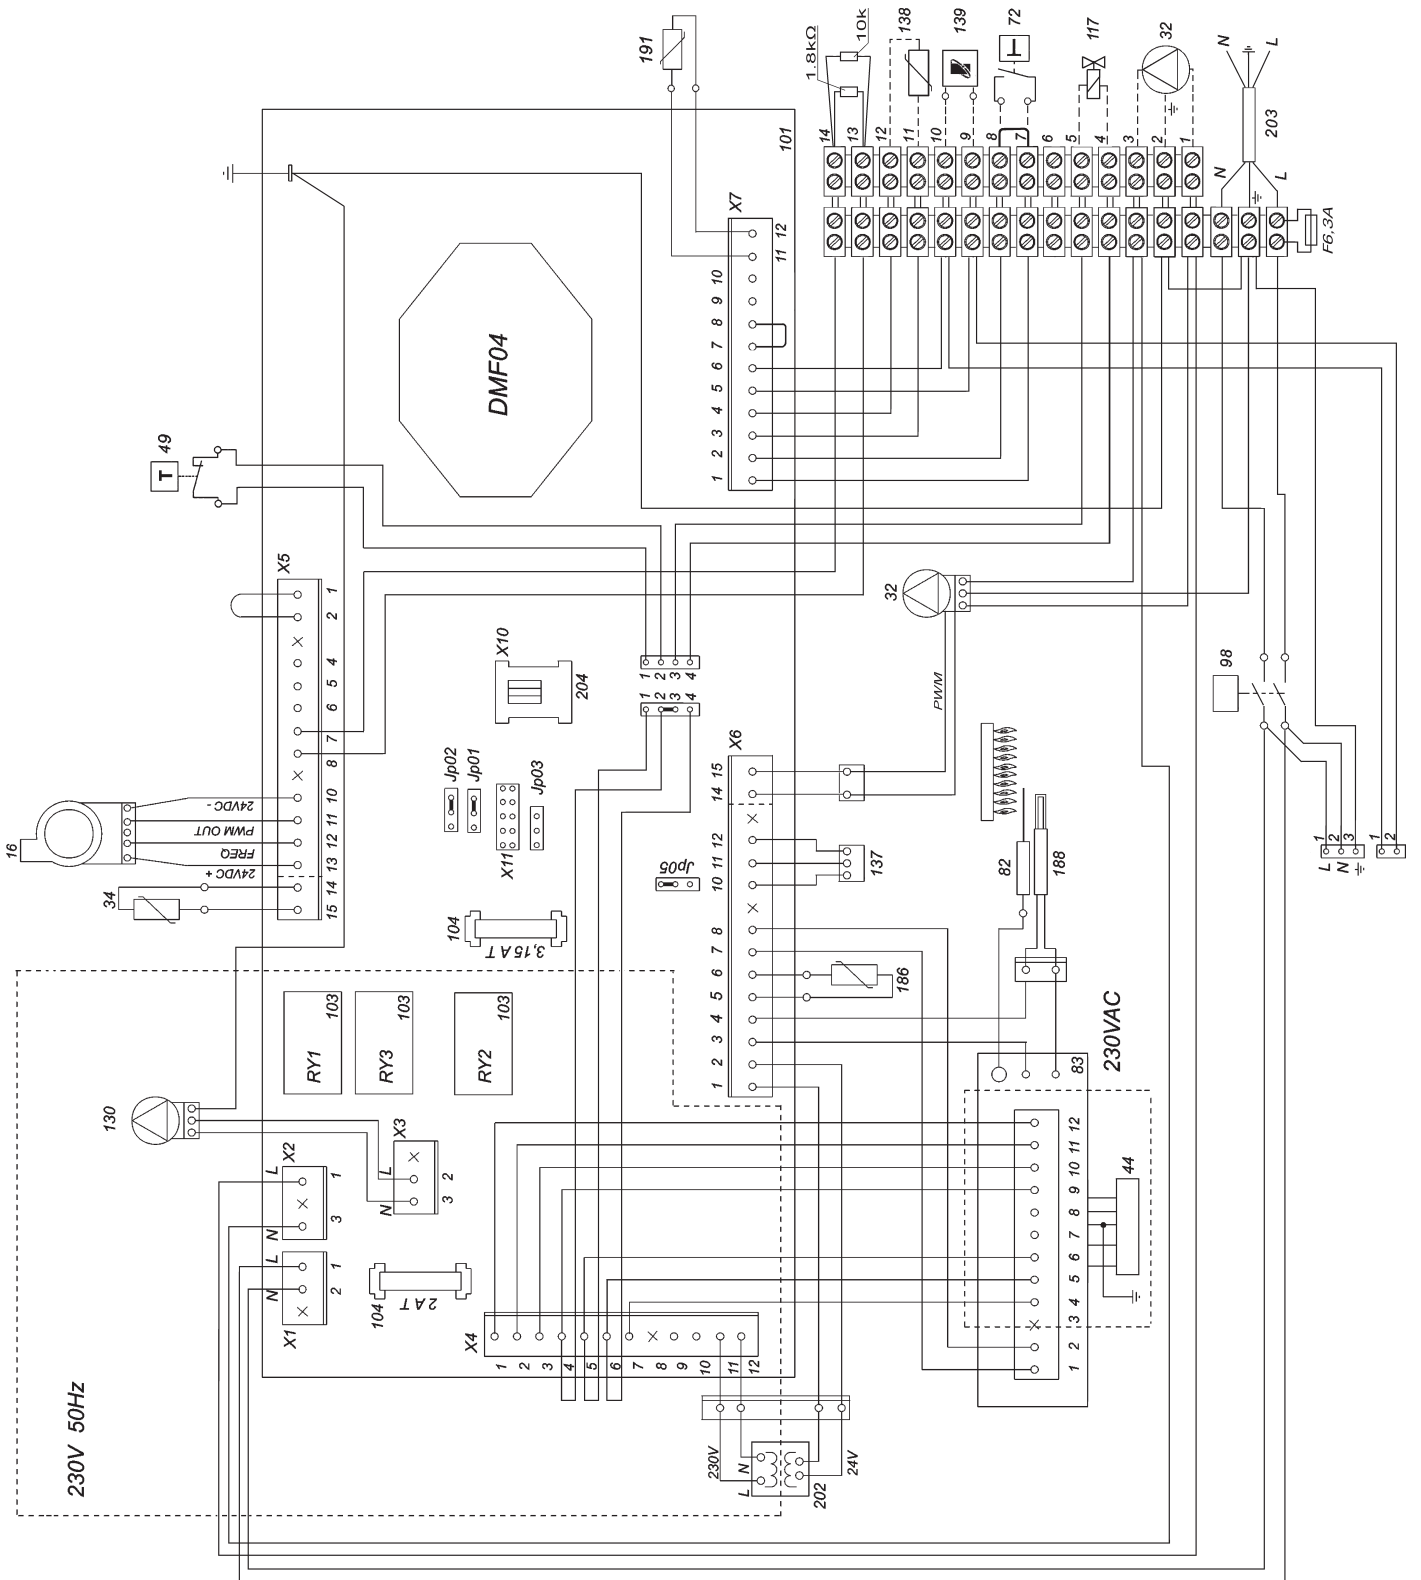 230V 50Hz
16
24VDC -
PWM OUT
FREQ
24VDC +
34
49
T
X5
1
2
4
5
6
7
8
10
11
12
13
14
15
DMF04
101
X7
12
11
10
9
8
7
6
5
4
3
2
1
191
1.8kΩ
10k
138
139
72
T
117
32
N
L
203
14
13
12
11
10
9
8
7
6
5
4
3
2
1
N
L
F6,3A
X10
204
Jp02
Jp01
X11
Jp03
Jp05
104
3,15 A T
1
2
3
4
1
2
3
4
RY1
103
RY3
103
RY2
103
130
X2
L
1
3
N
X3
L
2
3
N
X1
L
1
2
N
104
2 A T
X4
1
2
3
4
5
6
7
8
9
10
11
12
X6
15
14
12
11
10
8
7
6
5
4
3
2
1
137
186
32
PWM
82
188
83
230VAC
44
12
11
10
9
8
7
6
5
4
3
2
1
230V
L
N
202
24V
98
1
2
3
L
N
1
2